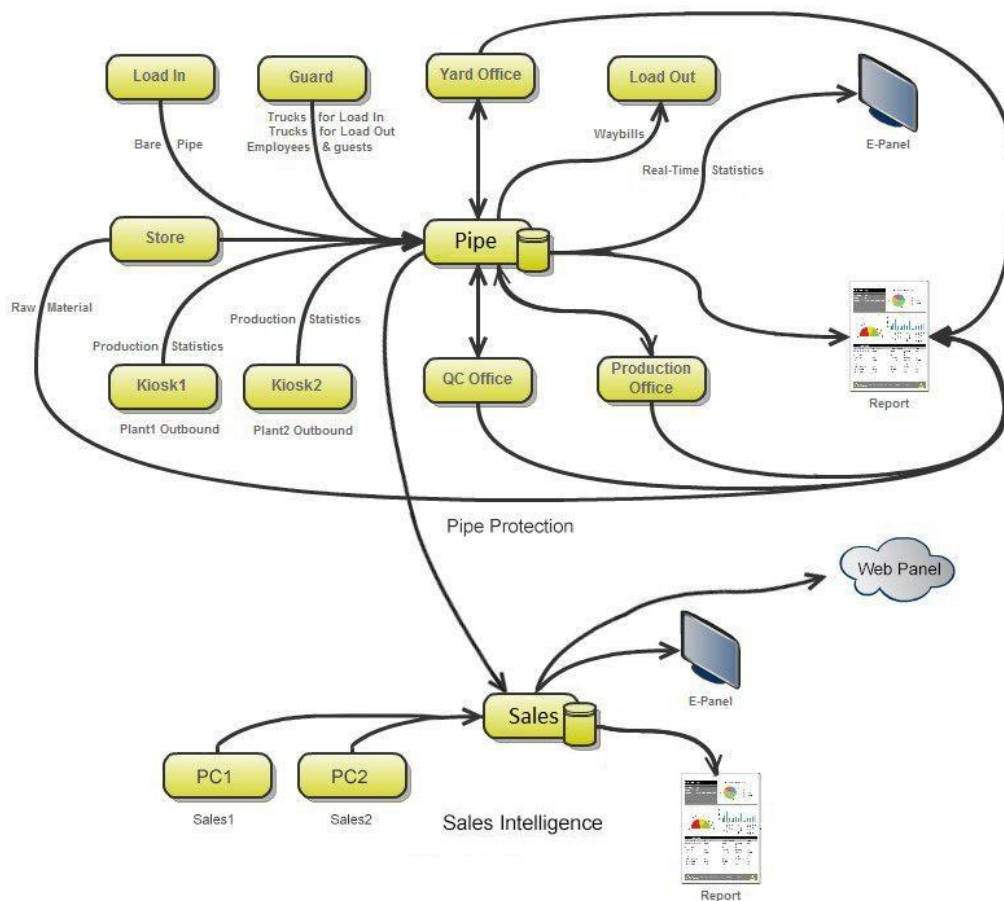 Load In
Guard
Yard Office
Load Out
Trucks for Load In
Trucks for Load Out
Employees & guests
Bare Pipe
Waybills
Real-Time Statistics
E-Panel
Store
Pipe
Raw Material
Production Statistics
Production Statistics
Kiosk1
Kiosk2
QC Office
Production
Office
Report
Plant1 Outbound
Plant2 Outbound
Pipe Protection
Web Panel
E-Panel
Sales
PC1
PC2
Sales1
Sales2
Sales Intelligence
Report